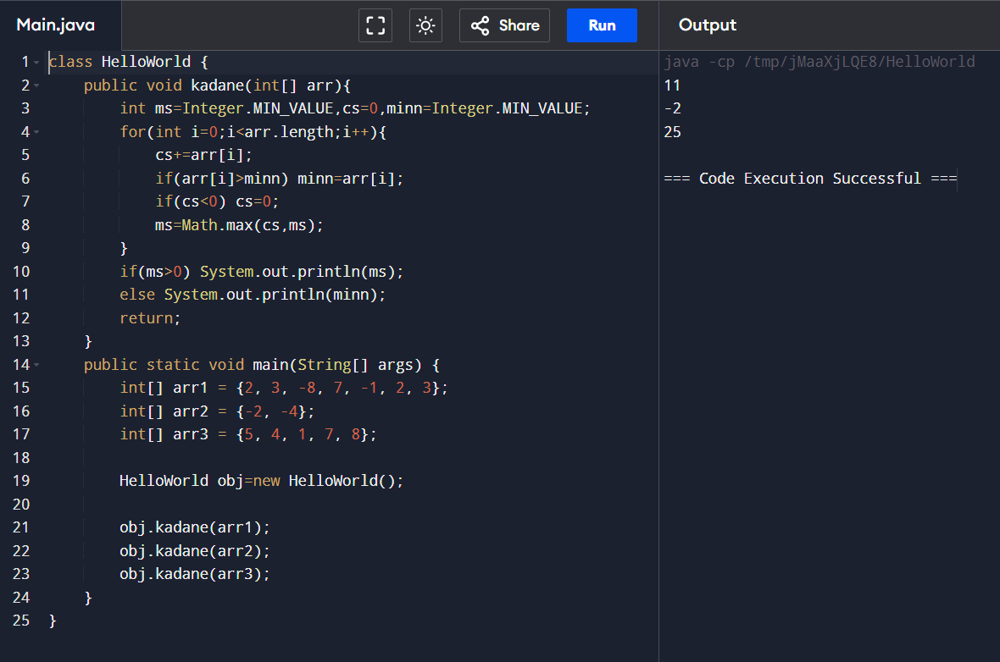 Main.java
Share
Run
Output
1 class HelloWorld {
2     public void kadane(int[] arr){
3         int ms=Integer.MIN_VALUE,cs=0,minn=Integer.MIN_VALUE;
4         for(int i=0;i<arr.length;i++){
5             cs+=arr[i];
6             if(arr[i]>minn) minn=arr[i];
7             if(cs<0) cs=0;
8             ms=Math.max(cs,ms);
9         }
10         if(ms>0) System.out.println(ms);
11         else System.out.println(minn);
12         return;
13     }
14     public static void main(String[] args) {
15         int[] arr1 = {2, 3, -8, 7, -1, 2, 3};
16         int[] arr2 = {-2, -4};
17         int[] arr3 = {5, 4, 1, 7, 8};
18
19         HelloWorld obj=new HelloWorld();
20
21         obj.kadane(arr1);
22         obj.kadane(arr2);
23         obj.kadane(arr3);
24     }
25 }
java -cp /tmp/jMaaXjLQE8/HelloWorld
11
-2
25
=== Code Execution Successful ===